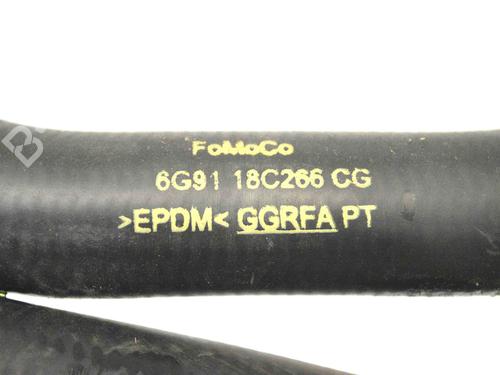 FoMoCo
6G91 18C266 CG
>EPDM< GGRFA PT